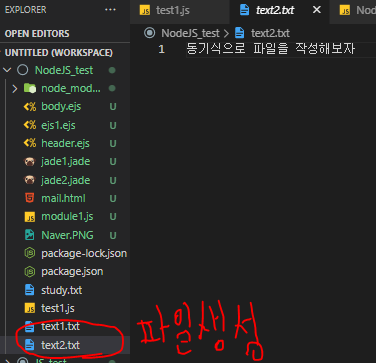 EXPLORER ...
test1.js
text2.txt
No
OPEN EDITORS
NodeJS_test > text2.txt
UNTITLED (WORKSPACE)
1 동기식으로 파일을 작성해보자
NodeJS_test
node_mod...
body.ejs U
ejs1.ejs U
header.ejs U
jade1.jade U
jade2.jade U
mail.html U
module1.js U
Naver.PNG U
package-lock.json
package.json
study.txt
test1.js
text1.txt
text2.txt
파일생성
JS_test